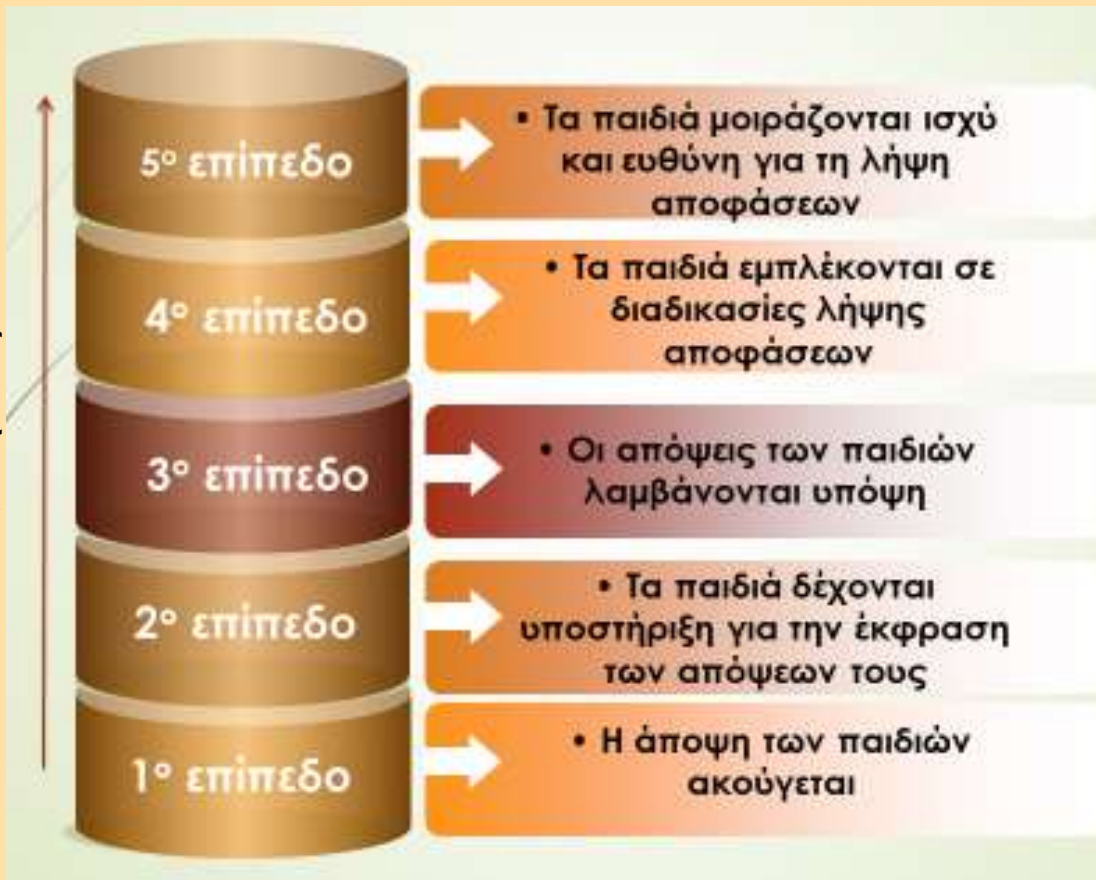 5ο επίπεδο
• Τα παιδιά μοιράζονται ισχύ
και ευθύνη για τη λήψη
αποφάσεων
4ο επίπεδο
• Τα παιδιά εμπλέκονται σε
διαδικασίες λήψης
αποφάσεων
3ο επίπεδο
• Οι απόψεις των παιδιών
λαμβάνονται υπόψη
2ο επίπεδο
• Τα παιδιά δέχονται
υποστήριξη για την έκφραση
των απόψεων τους
1ο επίπεδο
• Η άποψη των παιδιών
ακούγεται